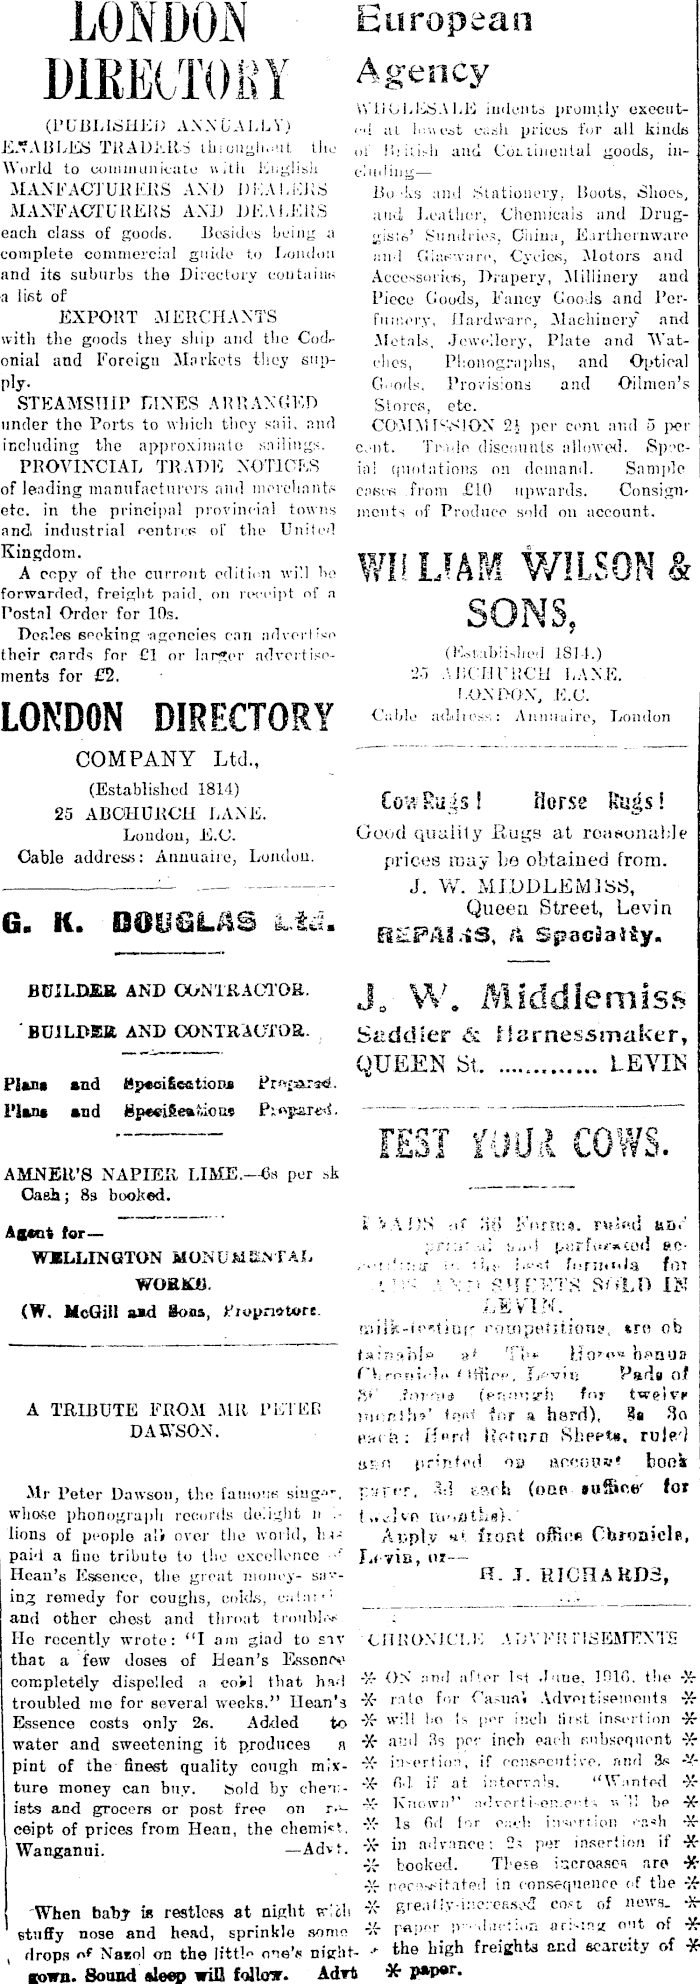 LONDON
DIRECTORY
(PUBLISHED ANNUALLY)
ENABLES TRADERS throughout the
World to communicate with English
MANFACTURERS AND DEALERS
MANFACTURERS AND DEALERS
each class of goods. Besides being a
complete commercial guide to London
and its suburbs the Directory contains
a list of
EXPORT MERCHANTS
with the goods they ship and the Col-
onial and Foreign Markets they sup-
ply.
STEAMSHIP LINES ARRANGED
under the Ports to which they sail, and
including the approximate sailings.
PROVINCIAL TRADE NOTICES
of leading manufacturers and merchants
etc. in the principal provincial towns
and industrial centres of the United
Kingdom.
A copy of the current edition will be
forwarded, freight paid, on receipt of a
Postal Order for 10s.
Deales seeking agencies can advertise
their cards for £1 or larger advertise-
ments for £2.
LONDON DIRECTORY
COMPANY Ltd.,
(Established 1814)
25 ABCHURCH LANE.
London, E.C.
Cable address: Annuaire, London.
G. K. DOUGLAS Ltd.
BUILDER AND CONTRACTOR.
BUILDER AND CONTRACTOR.
Plans and Specifications Prepared.
Plans and Specifications Prepared.
AMNER'S NAPIER LIME.—6s per sk
Cash; 8s booked.
Agent for—
WELLINGTON MONUMENTAL
WORKS.
(W. McGill and Sons, Proprietors.
A TRIBUTE FROM MR PETER
DAWSON.
Mr Peter Dawson, the famous singer,
whose phonograph records delight mil-
lions of people all over the world, has
paid a fine tribute to the excellence of
Hean's Essence, the great money- sav-
ing remedy for coughs, colds, catarrh
and other chest and throat troubles
He recently wrote: "I am glad to say
that a few doses of Hean's Essence
completely dispelled a cold that had
troubled me for several weeks." Hean's
Essence costs only 2s. Added to
water and sweetening it produces a
pint of the finest quality cough mix-
ture money can buy. Sold by chem-
ists and grocers or post free on re-
ceipt of prices from Hean, the chemist.
Wanganui. —Advt.
When baby is restless at night with
stuffy nose and head, sprinkle some
drops of Nazol on the little one's night-
gown. Sound sleep will follow. Advt
European
Agency
WHOLESALE indents promtly execut-
ed at lowest cash prices for all kinds
of British and Continental goods, in-
cluding—
Books and Stationery, Boots, Shoes,
and Leather, Chemicals and Drug-
gists' Sundries, China, Earthernware
and Glasware, Cycles, Motors and
Accessories, Drapery, Millinery and
Piece Goods, Fancy Goods and Per-
fumery, Hardware, Machinery and
Metals, Jewellery, Plate and Wat-
ches, Phonographs, and Optical
Goods, Provisions and Oilmen's
Stores, etc.
COMMISSION 2½ per cent and 5 per
cent. Trade discounts allowed. Spec-
ial quotations on demand. Sample
cases from £10 upwards. Consign-
ments of Produce sold on account.
WILLIAM WILSON &
SONS,
(Established 1814.)
25 ABCHURCH LANE.
LONDON, E.C.
Cable address: Annuaire, London
Cow Rugs! Horse Rugs!
Good quality Rugs at reasonable
prices may be obtained from.
J. W. MIDDLEMISS,
Queen Street, Levin
REPAIRS, A Specialty.
J. W. Middlemiss
Saddler & Harnessmaker,
QUEEN St. ............. LEVIN
TEST YOUR COWS.
PADS of 36 Forms, ruled and
printed and perforated ac-
cording to the best formula for
PADS AND SHEETS SOLD IN
LEVIN.
milk-testing competitions, are ob
tainable at The Horowhenua
Chronicle Office, Levin Pads of
36 forms (enough for twelve
months' test for a herd), each; Herd Return Sheets, ruled
and printed on account book
paper, 3d each (one suffice for
twelve months).
Apply at front office Chronicle,
Levin, or—
H. J. RICHARDS,
CHRONICLE ADVERTISEMENTS
* ON and after 1st June, 1916, the *
* rate for Casual Advertisements *
* will be 4s per inch first insertion *
* and 3s per inch each subsequent *
* insertion, if consecutive, and 3s *
* 6d if at intervals. "Wanted *
* Known" advertisements will be *
* 1s 6d for each insertion cash *
* in advance; 2s per insertion if *
* booked. These increases are *
* necessitated in consequence of the *
* greatly-increased cost of news- *
* paper production arising out of *
* the high freights and scarcity of *
* paper.